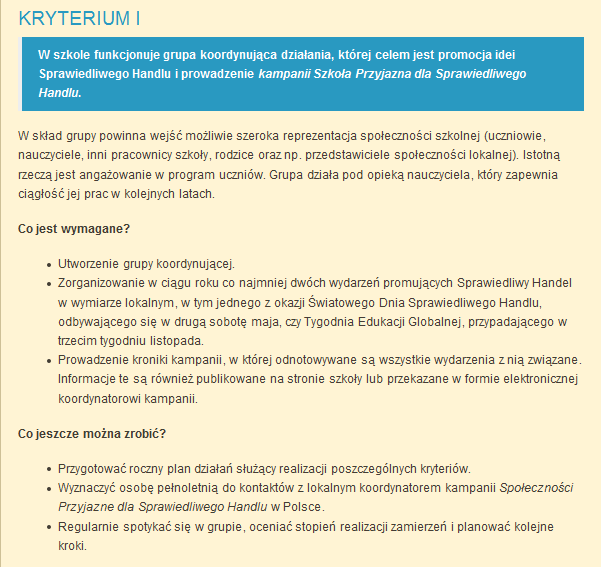 KRYTERIUM I
W szkole funkcjonuje grupa koordynująca działania, której celem jest promocja idei
Sprawiedliwego Handlu i prowadzenie kampanii Szkoła Przyjazna dla Sprawiedliwego
Handlu.
W skład grupy powinna wejść możliwie szeroka reprezentacja społeczności szkolnej (uczniowie,
nauczyciele, inni pracownicy szkoły, rodzice oraz np. przedstawiciele społeczności lokalnej). Istotną
rzeczą jest angażowanie w program uczniów. Grupa działa pod opieką nauczyciela, który zapewnia
ciągłość jej prac w kolejnych latach.
Co jest wymagane?
• Utworzenie grupy koordynującej.
• Zorganizowanie w ciągu roku co najmniej dwóch wydarzeń promujących Sprawiedliwy Handel
w wymiarze lokalnym, w tym jednego z okazji Światowego Dnia Sprawiedliwego Handlu,
odbywającego się w drugą sobotę maja, czy Tygodnia Edukacji Globalnej, przypadającego w
trzecim tygodniu listopada.
• Prowadzenie kroniki kampanii, w której odnotowywane są wszystkie wydarzenia z nią związane.
Informacje te są również publikowane na stronie szkoły lub przekazane w formie elektronicznej
koordynatorowi kampanii.
Co jeszcze można zrobić?
• Przygotować roczny plan działań służący realizacji poszczególnych kryteriów.
• Wyznaczyć osobę pełnoletnią do kontaktów z lokalnym koordynatorem kampanii Społeczności
Przyjazne dla Sprawiedliwego Handlu w Polsce.
• Regularnie spotykać się w grupie, oceniać stopień realizacji zamierzeń i planować kolejne
kroki.